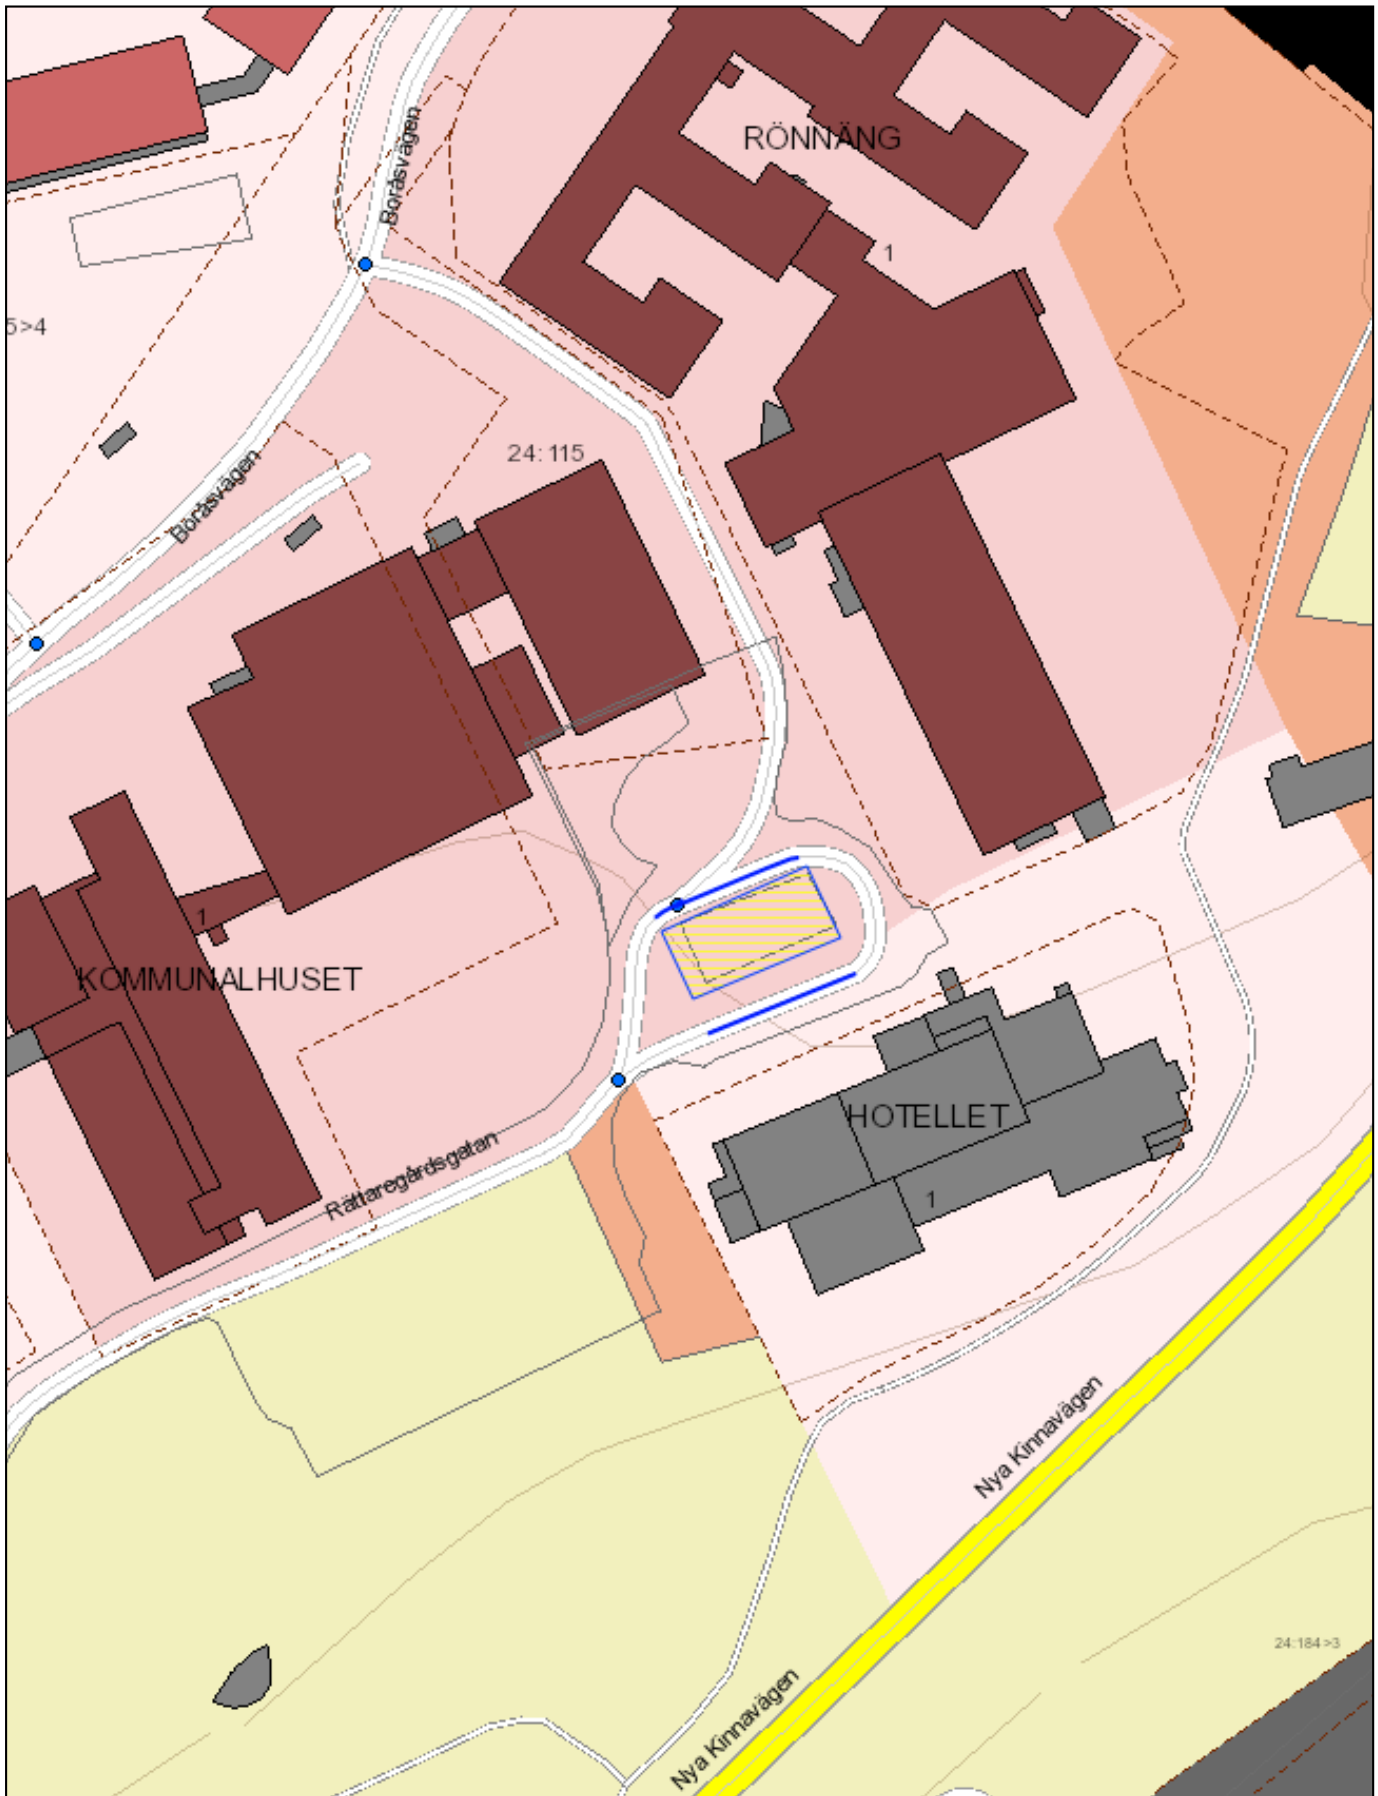 RÖNNÄNG
Boråsvägen
1
5>4
24:115
Boråsvägen
1
KOMMUNALHUSET
HOTELLET
Rättaregårdsgatan
1
Nya Kinnavägen
24:184>3
Nya Kinnavägen